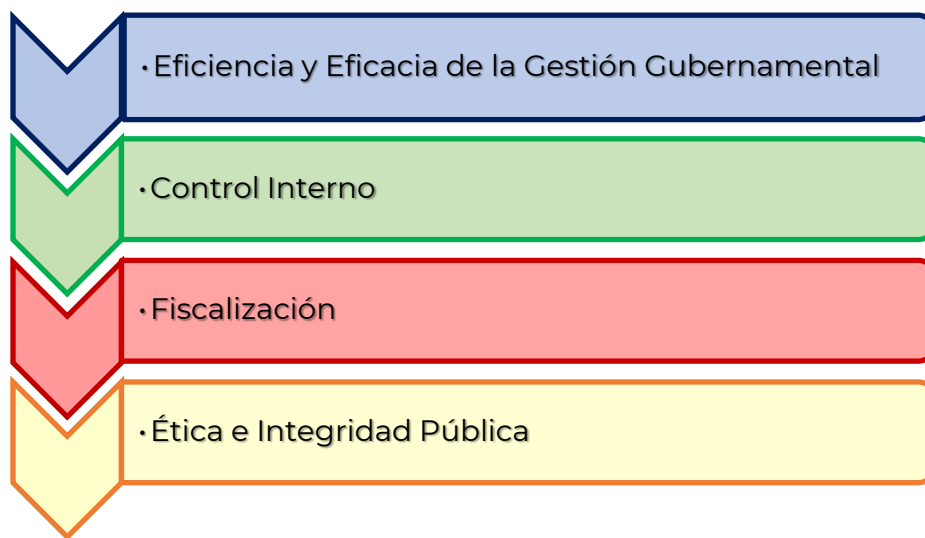 · Eficiencia y Eficacia de la Gestión Gubernamental
· Control Interno
· Fiscalización
· Ética e Integridad Pública